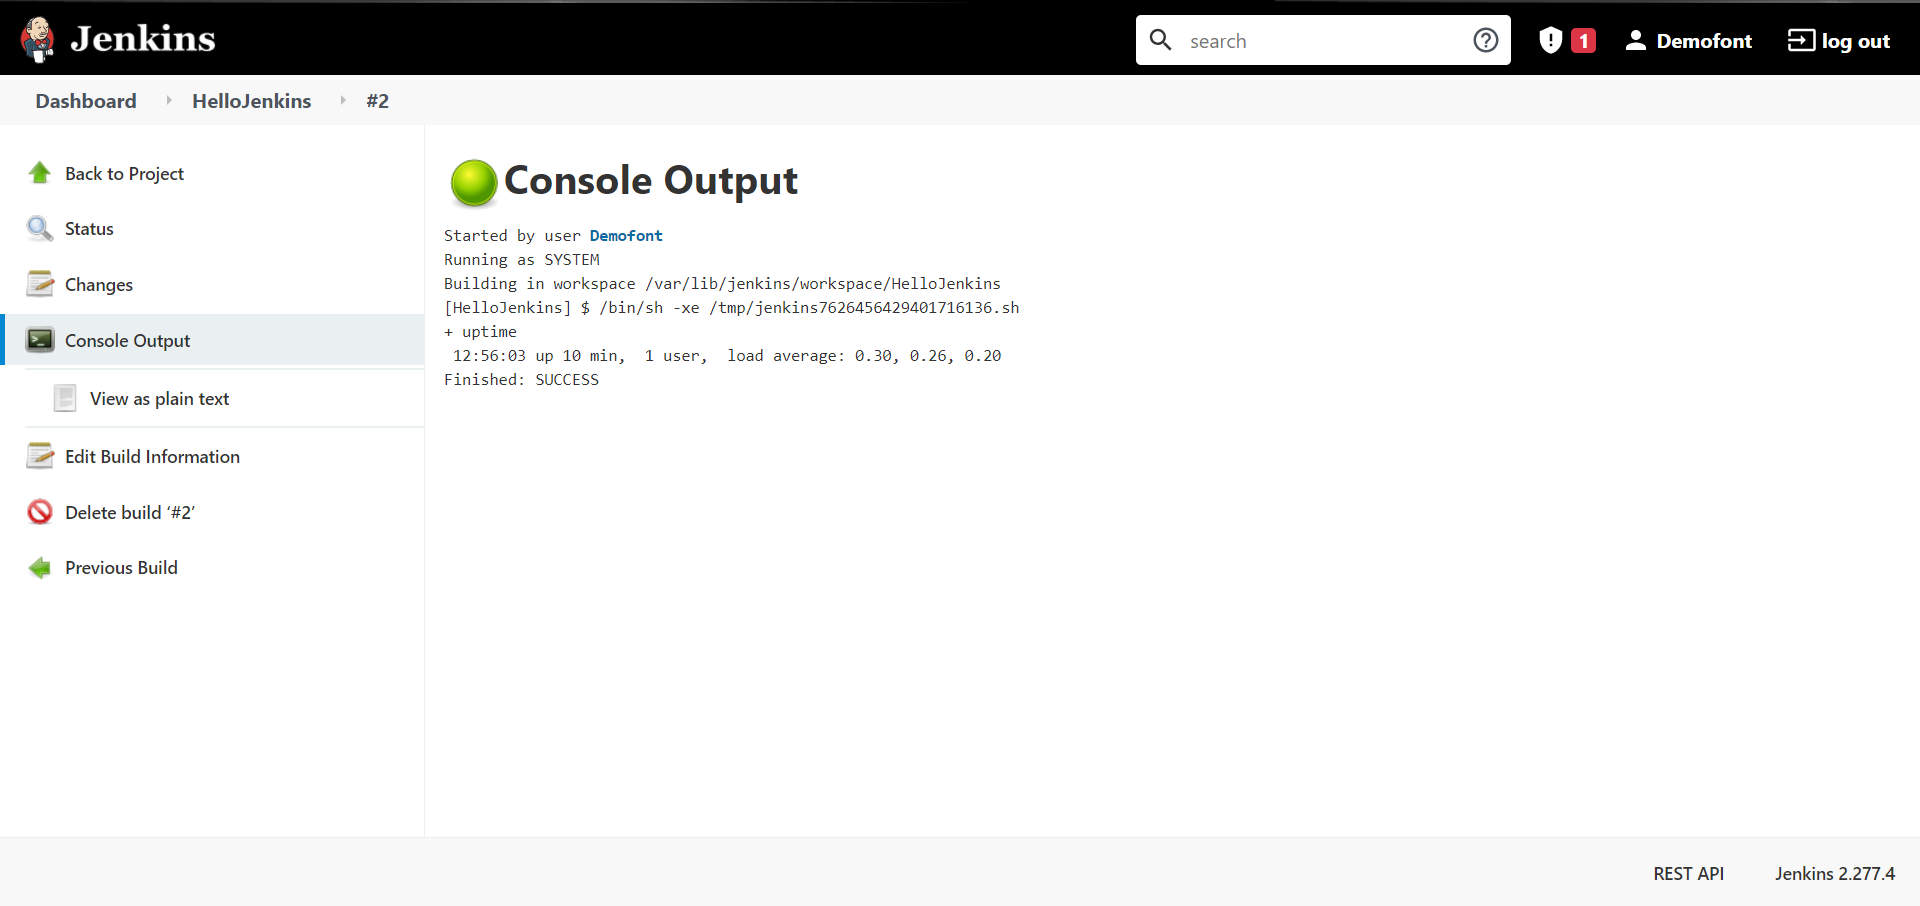 Jenkins
search
1
Demofont
log out
Dashboard
HelloJenkins
#2
Back to Project
Status
Changes
Console Output
View as plain text
Edit Build Information
Delete build ‘#2’
Previous Build
Console Output
Started by user Demofont
Running as SYSTEM
Building in workspace /var/lib/jenkins/workspace/HelloJenkins
[HelloJenkins] $ /bin/sh -xe /tmp/jenkins7626456429401716136.sh
+ uptime
 12:56:03 up 10 min,  1 user,  load average: 0.30, 0.26, 0.20
Finished: SUCCESS
REST API
Jenkins 2.277.4